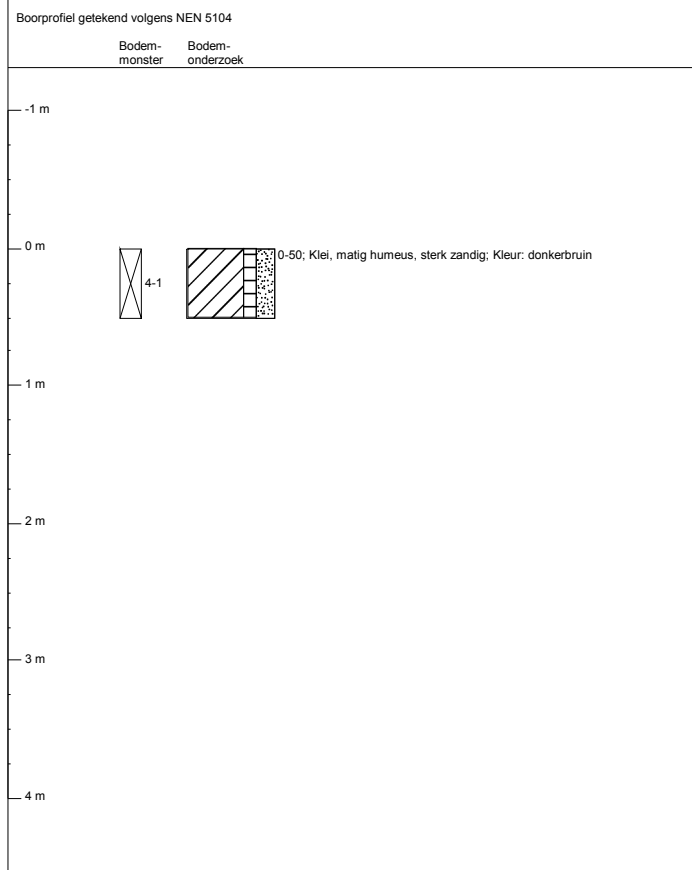 Boorprofiel getekend volgens NEN 5104
Bodem-
monster
Bodem-
onderzoek
-1 m
0 m
0-50; Klei, matig humeus, sterk zandig; Kleur: donkerbruin
4-1
1 m
2 m
3 m
4 m